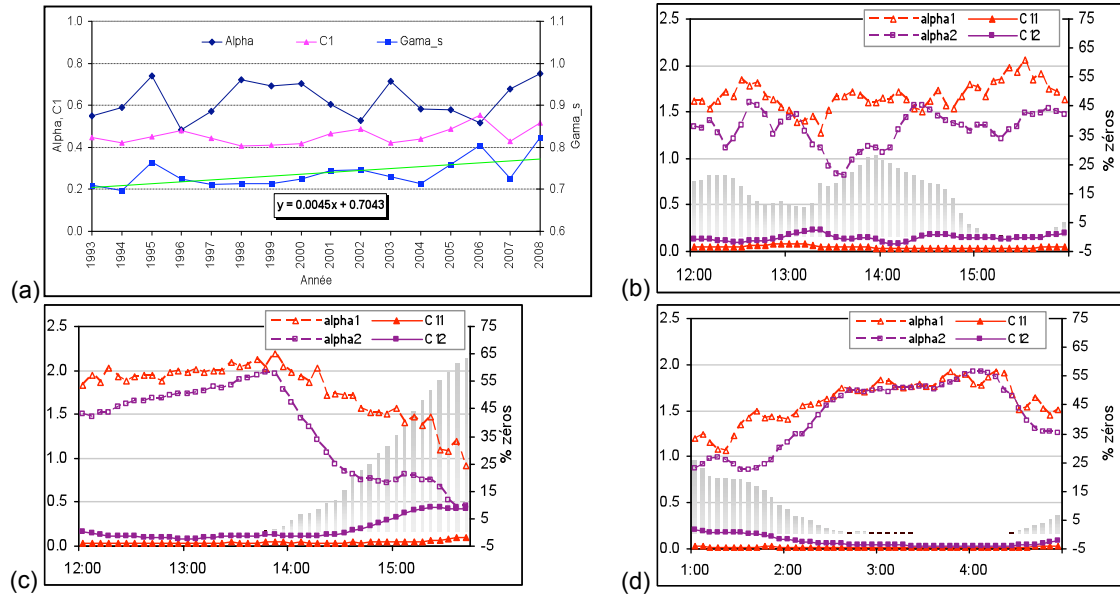 1.0
0.8
0.6
0.4
0.2
0.0
Alpha,C1
Alpha C1 Gama_s
1.1
1.0
0.9
0.8
0.7
0.6
Gama_s
y = 0.0045x + 0.7043
1993 1994 1995 1996 1997 1998 1999 2000 2001 2002 2003 2004 2005 2006 2007 2008
Année
(a)
2.5
2.0
1.5
1.0
0.5
0.0
alpha1 C 11
alpha2 C 12
75
65
55
45
35
25
15
5
-5
% zéros
12:00 13:00 14:00 15:00
(b)
2.5
2.0
1.5
1.0
0.5
0.0
alpha1 C 11
alpha2 C 12
75
65
55
45
35
25
15
5
-5
% zéros
12:00 13:00 14:00 15:00
(c)
2.5
2.0
1.5
1.0
0.5
0.0
alpha1 C 11
alpha2 C 12
75
65
55
45
35
25
15
5
-5
% zéros
1:00 2:00 3:00 4:00
(d)